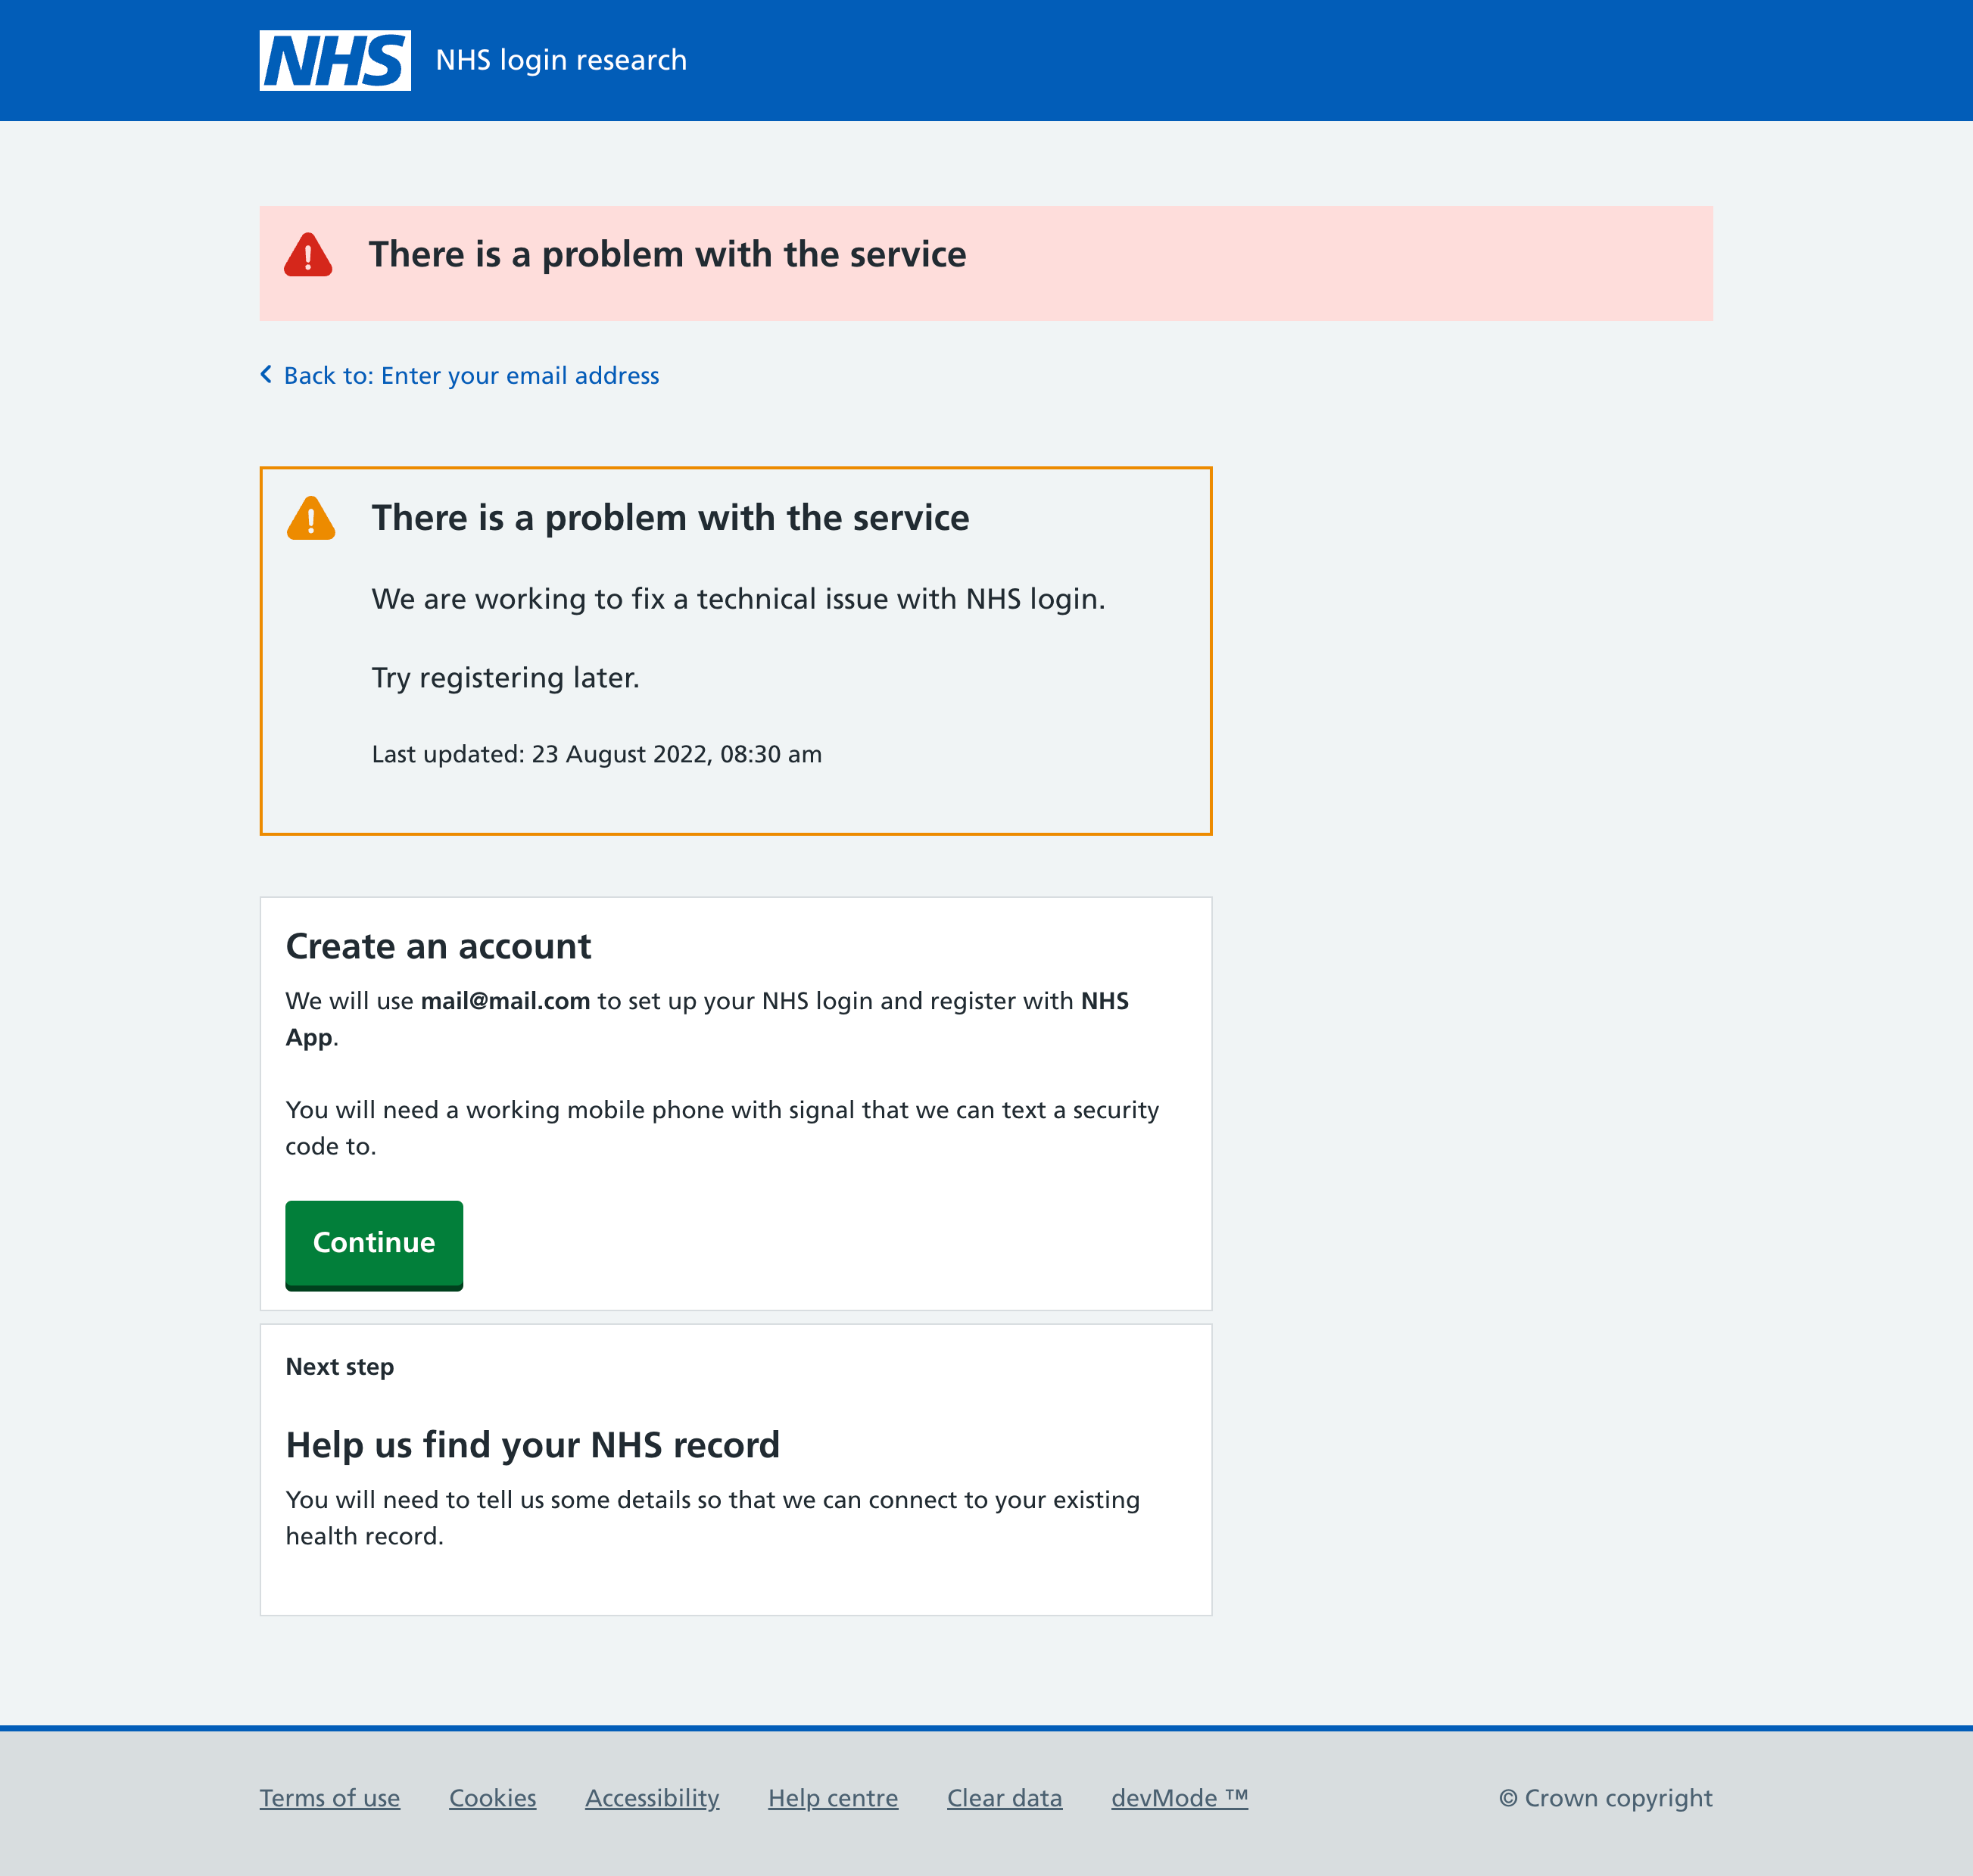 NHS NHS login research
There is a problem with the service
Back to: Enter your email address
There is a problem with the service
We are working to fix a technical issue with NHS login.
Try registering later.
Last updated: 23 August 2022, 08:30 am
Create an account
We will use mail@mail.com to set up your NHS login and register with NHS
App.
You will need a working mobile phone with signal that we can text a security
code to.
Continue
Next step
Help us find your NHS record
You will need to tell us some details so that we can connect to your existing
health record.
Terms of use Cookies Accessibility Help centre Clear data devMode ™ © Crown copyright